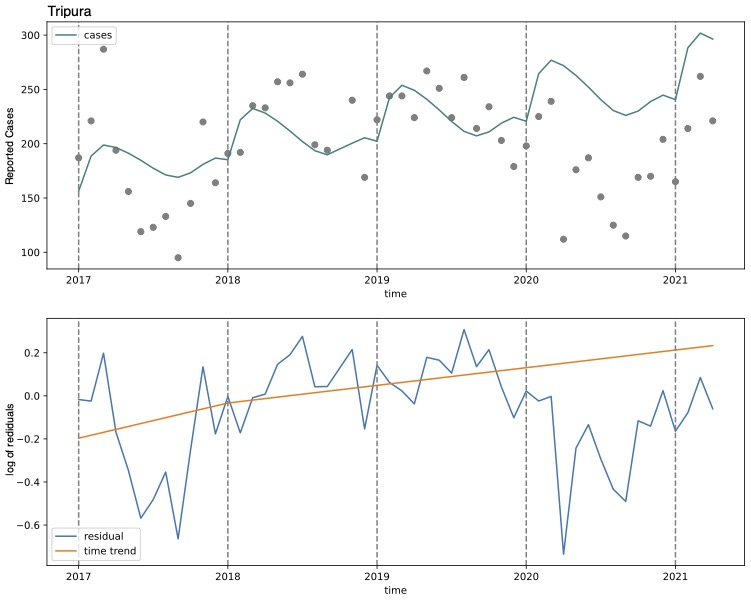 Tripura
Reported Cases
300
250
200
150
100
cases
2017 2018 2019 2020 2021
time
log of residuals
0.2
0.0
−0.2
−0.4
−0.6
residual
time trend
2017 2018 2019 2020 2021
time